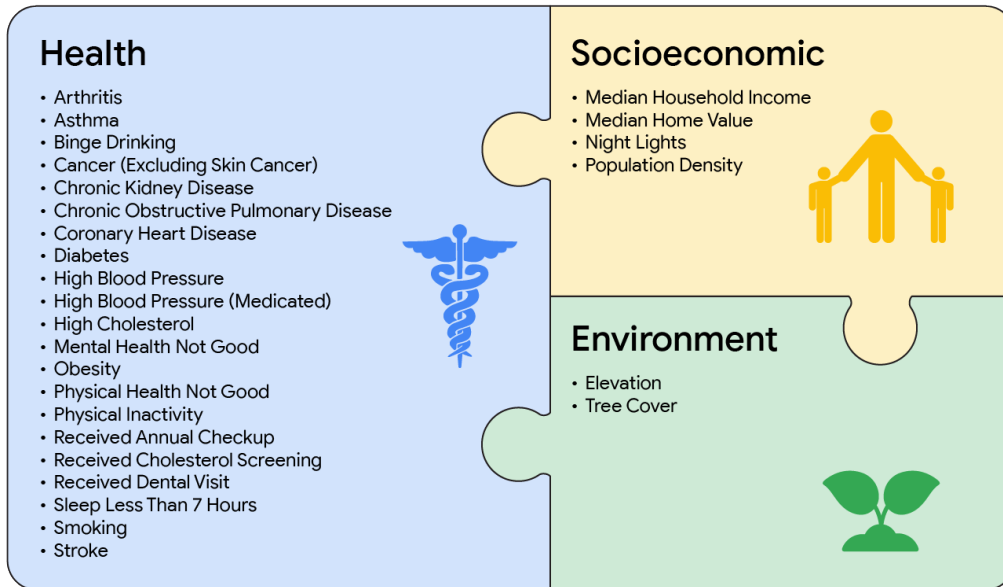 Health
• Arthritis
• Asthma
• Binge Drinking
• Cancer (Excluding Skin Cancer)
• Chronic Kidney Disease
• Chronic Obstructive Pulmonary Disease
• Coronary Heart Disease
• Diabetes
• High Blood Pressure
• High Blood Pressure (Medicated)
• High Cholesterol
• Mental Health Not Good
• Obesity
• Physical Health Not Good
• Physical Inactivity
• Received Annual Checkup
• Received Cholesterol Screening
• Received Dental Visit
• Sleep Less Than 7 Hours
• Smoking
• Stroke
Socioeconomic
• Median Household Income
• Median Home Value
• Night Lights
• Population Density
Environment
• Elevation
• Tree Cover